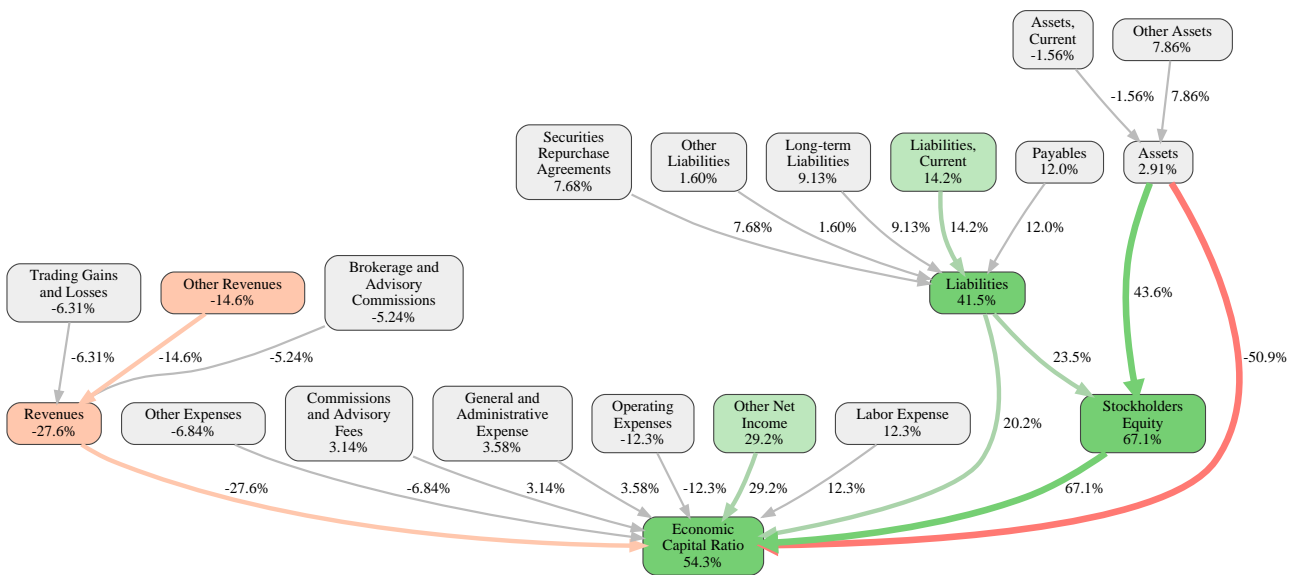 Assets,
Current
-1.56%
Other Assets
7.86%
-1.56%
7.86%
Securities
Repurchase
Agreements
7.68%
Other
Liabilities
1.60%
Long-term
Liabilities
9.13%
Liabilities,
Current
14.2%
Payables
12.0%
Assets
2.91%
7.68%
1.60%
9.13%
14.2%
12.0%
Trading Gains
and Losses
-6.31%
Other Revenues
-14.6%
Brokerage and
Advisory
Commissions
-5.24%
Liabilities
41.5%
43.6%
-6.31%
-14.6%
-5.24%
23.5%
-50.9%
Revenues
-27.6%
Other Expenses
-6.84%
Commissions
and Advisory
Fees
3.14%
General and
Administrative
Expense
3.58%
Operating
Expenses
-12.3%
Other Net
Income
29.2%
Labor Expense
12.3%
20.2%
Stockholders
Equity
67.1%
-27.6%
-6.84%
3.14%
3.58%
-12.3%
29.2%
12.3%
67.1%
Economic
Capital Ratio
54.3%